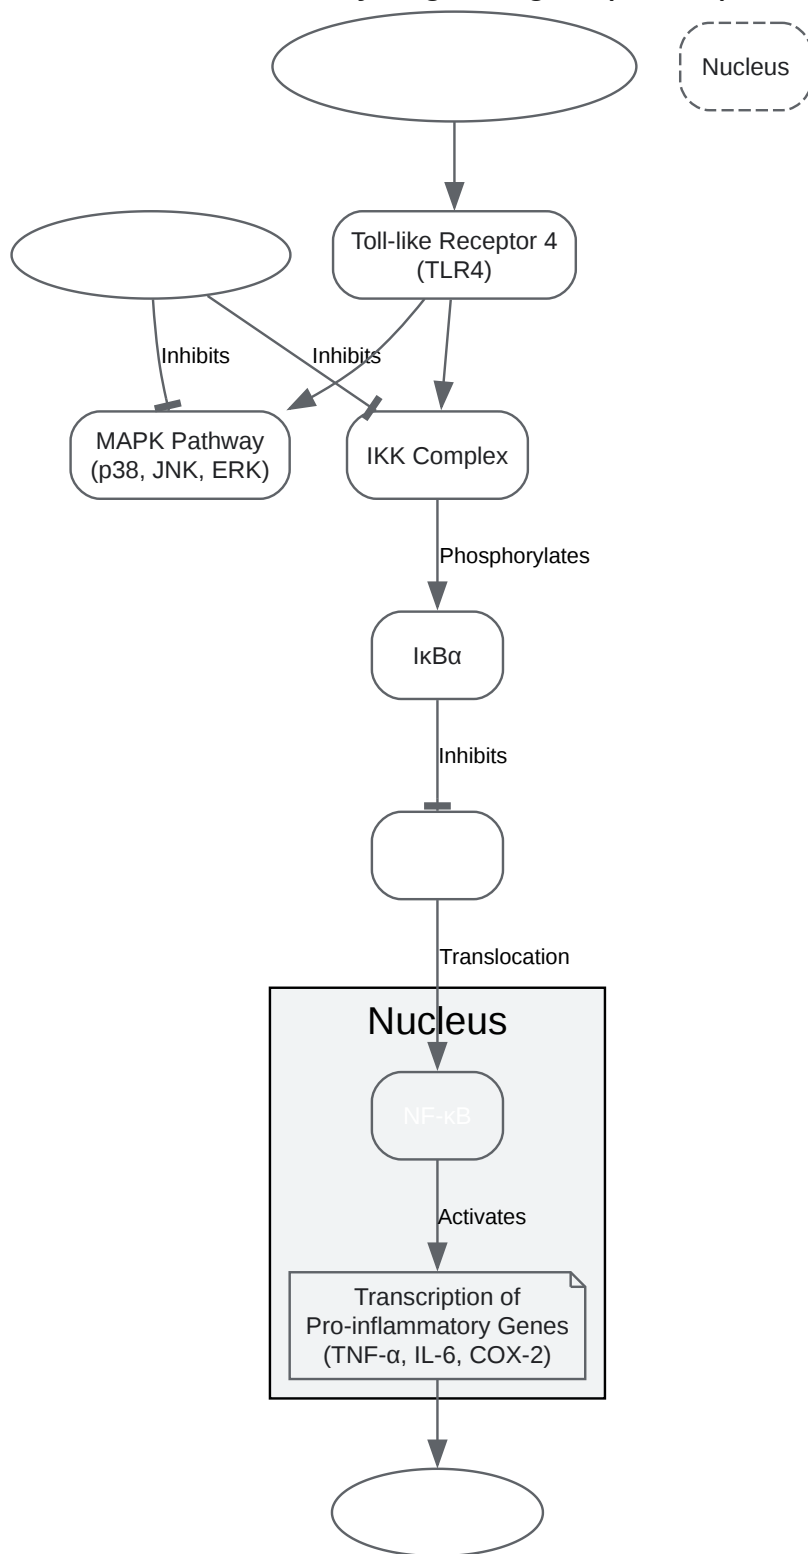 Nucleus
Toll-like Receptor 4
(TLR4)
Inhibits
Inhibits
MAPK Pathway
(p38, JNK, ERK)
IKK Complex
Phosphorylates
IκBα
Inhibits
Translocation
Nucleus
NF-κB
Activates
Transcription of
Pro-inflammatory Genes
(TNF-α, IL-6, COX-2)